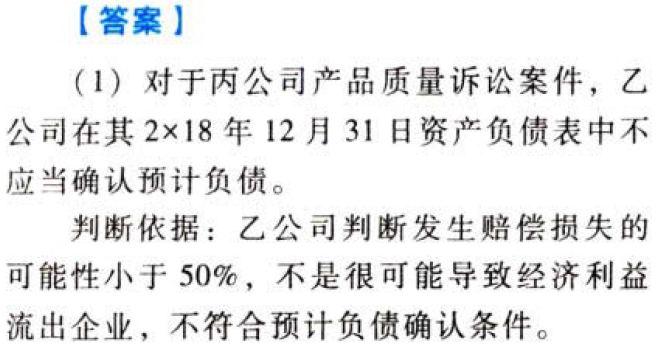 【答案】
(1) 对于丙公司产品质量诉讼案件，乙
公司在其 2×18 年 12 月 31 日资产负债表中不
应当确认预计负债。
判断依据：乙公司判断发生赔偿损失的
可能性小于 50%，不是很可能导致经济利益
流出企业，不符合预计负债确认条件。